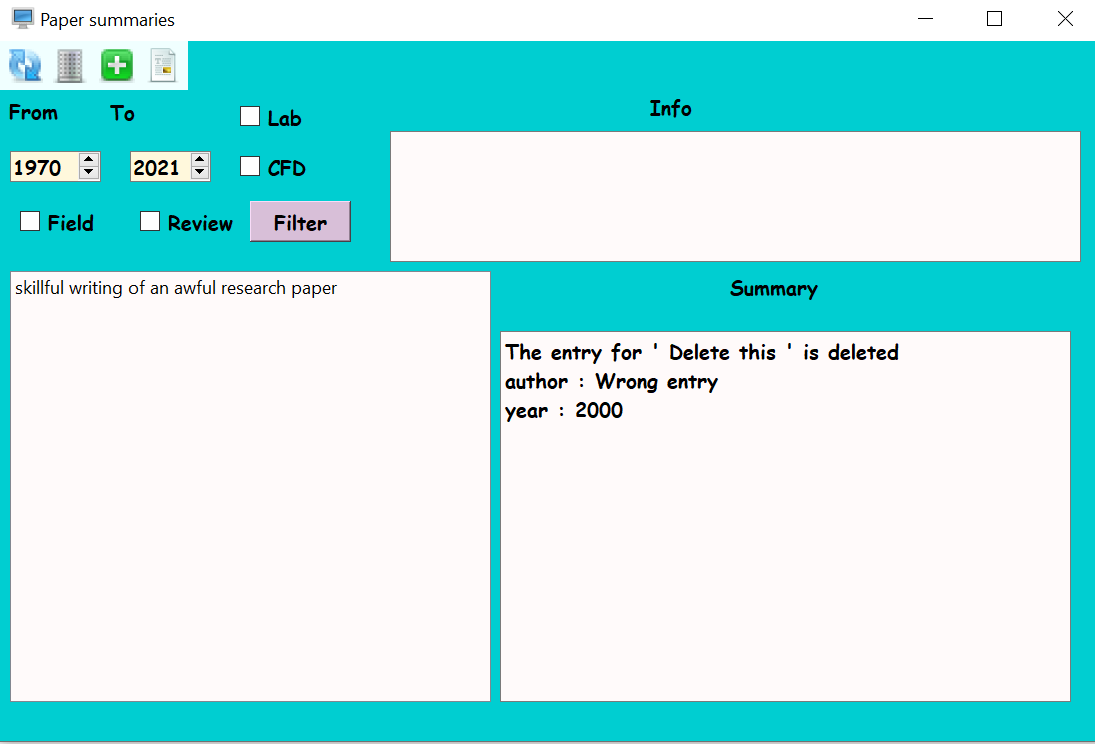 Paper summaries
From To
Lab
Info
1970 2021
CFD
Field Review Filter
skillful writing of an awful research paper
Summary
The entry for ' Delete this ' is deleted
author : Wrong entry
year : 2000